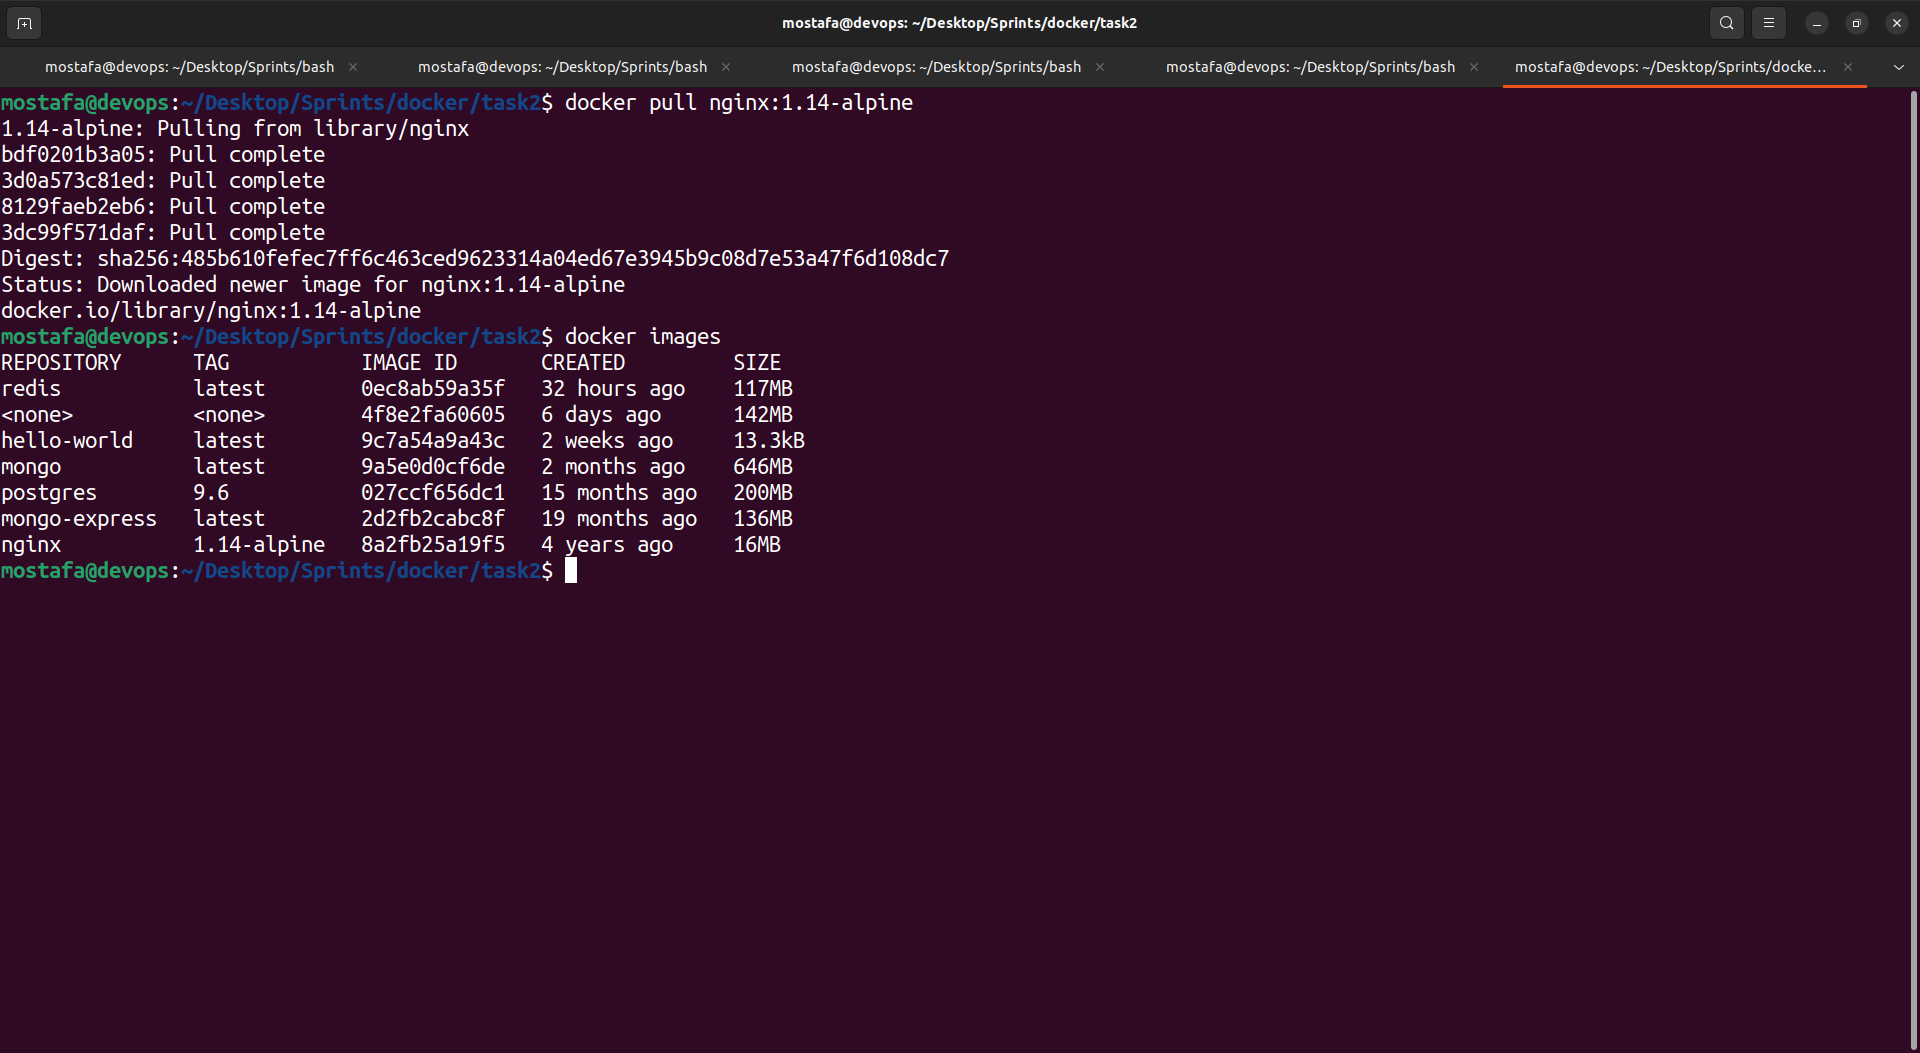 mostafa@devops: ~/Desktop/Sprints/docker/task2
mostafa@devops: ~/Desktop/Sprints/bash
mostafa@devops: ~/Desktop/Sprints/bash
mostafa@devops: ~/Desktop/Sprints/bash
mostafa@devops: ~/Desktop/Sprints/bash
mostafa@devops: ~/Desktop/Sprints/docke...
mostafa@devops:~/Desktop/Sprints/docker/task2$ docker pull nginx:1.14-alpine
1.14-alpine: Pulling from library/nginx
bdf0201b3a05: Pull complete
3d0a573c81ed: Pull complete
8129faeb2eb6: Pull complete
3dc99f571daf: Pull complete
Digest: sha256:485b610fefec7ff6c463ced9623314a04ed67e3945b9c08d7e53a47f6d108dc7
Status: Downloaded newer image for nginx:1.14-alpine
docker.io/library/nginx:1.14-alpine
mostafa@devops:~/Desktop/Sprints/docker/task2$ docker images
REPOSITORY      TAG           IMAGE ID       CREATED         SIZE
redis           latest        0ec8ab59a35f   32 hours ago    117MB
<none>          <none>        4f8e2fa60605   6 days ago      142MB
hello-world     latest        9c7a54a9a43c   2 weeks ago     13.3kB
mongo           latest        9a5e0d0cf6de   2 months ago    646MB
postgres        9.6           027ccf656dc1   15 months ago   200MB
mongo-express   latest        2d2fb2cabc8f   19 months ago   136MB
nginx           1.14-alpine   8a2fb25a19f5   4 years ago     16MB
mostafa@devops:~/Desktop/Sprints/docker/task2$